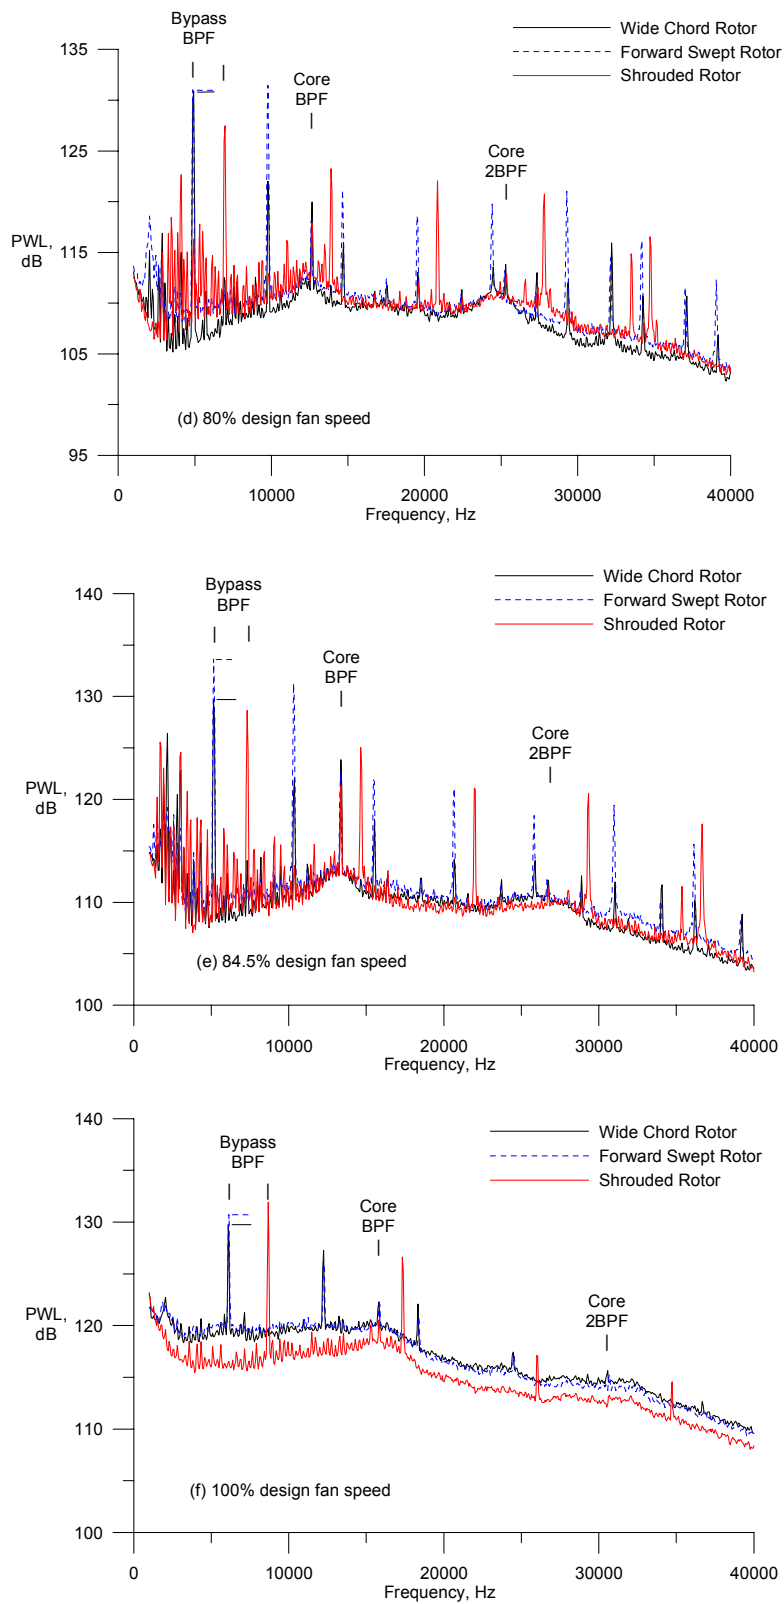 Bypass
BPF
Wide Chord Rotor
Forward Swept Rotor
Shrouded Rotor
135
Core
BPF
125
Core
2BPF
PWL,
dB
115
105
(d) 80% design fan speed
95
0
10000
20000
30000
40000
Frequency, Hz
140
Bypass
BPF
Wide Chord Rotor
Forward Swept Rotor
Shrouded Rotor
Core
BPF
130
Core
2BPF
PWL,
dB
120
110
(e) 84.5% design fan speed
100
0
10000
20000
30000
40000
Frequency, Hz
140
Bypass
BPF
Wide Chord Rotor
Forward Swept Rotor
Shrouded Rotor
Core
BPF
130
PWL,
dB
120
Core
2BPF
110
(f) 100% design fan speed
100
0
10000
20000
30000
40000
Frequency, Hz